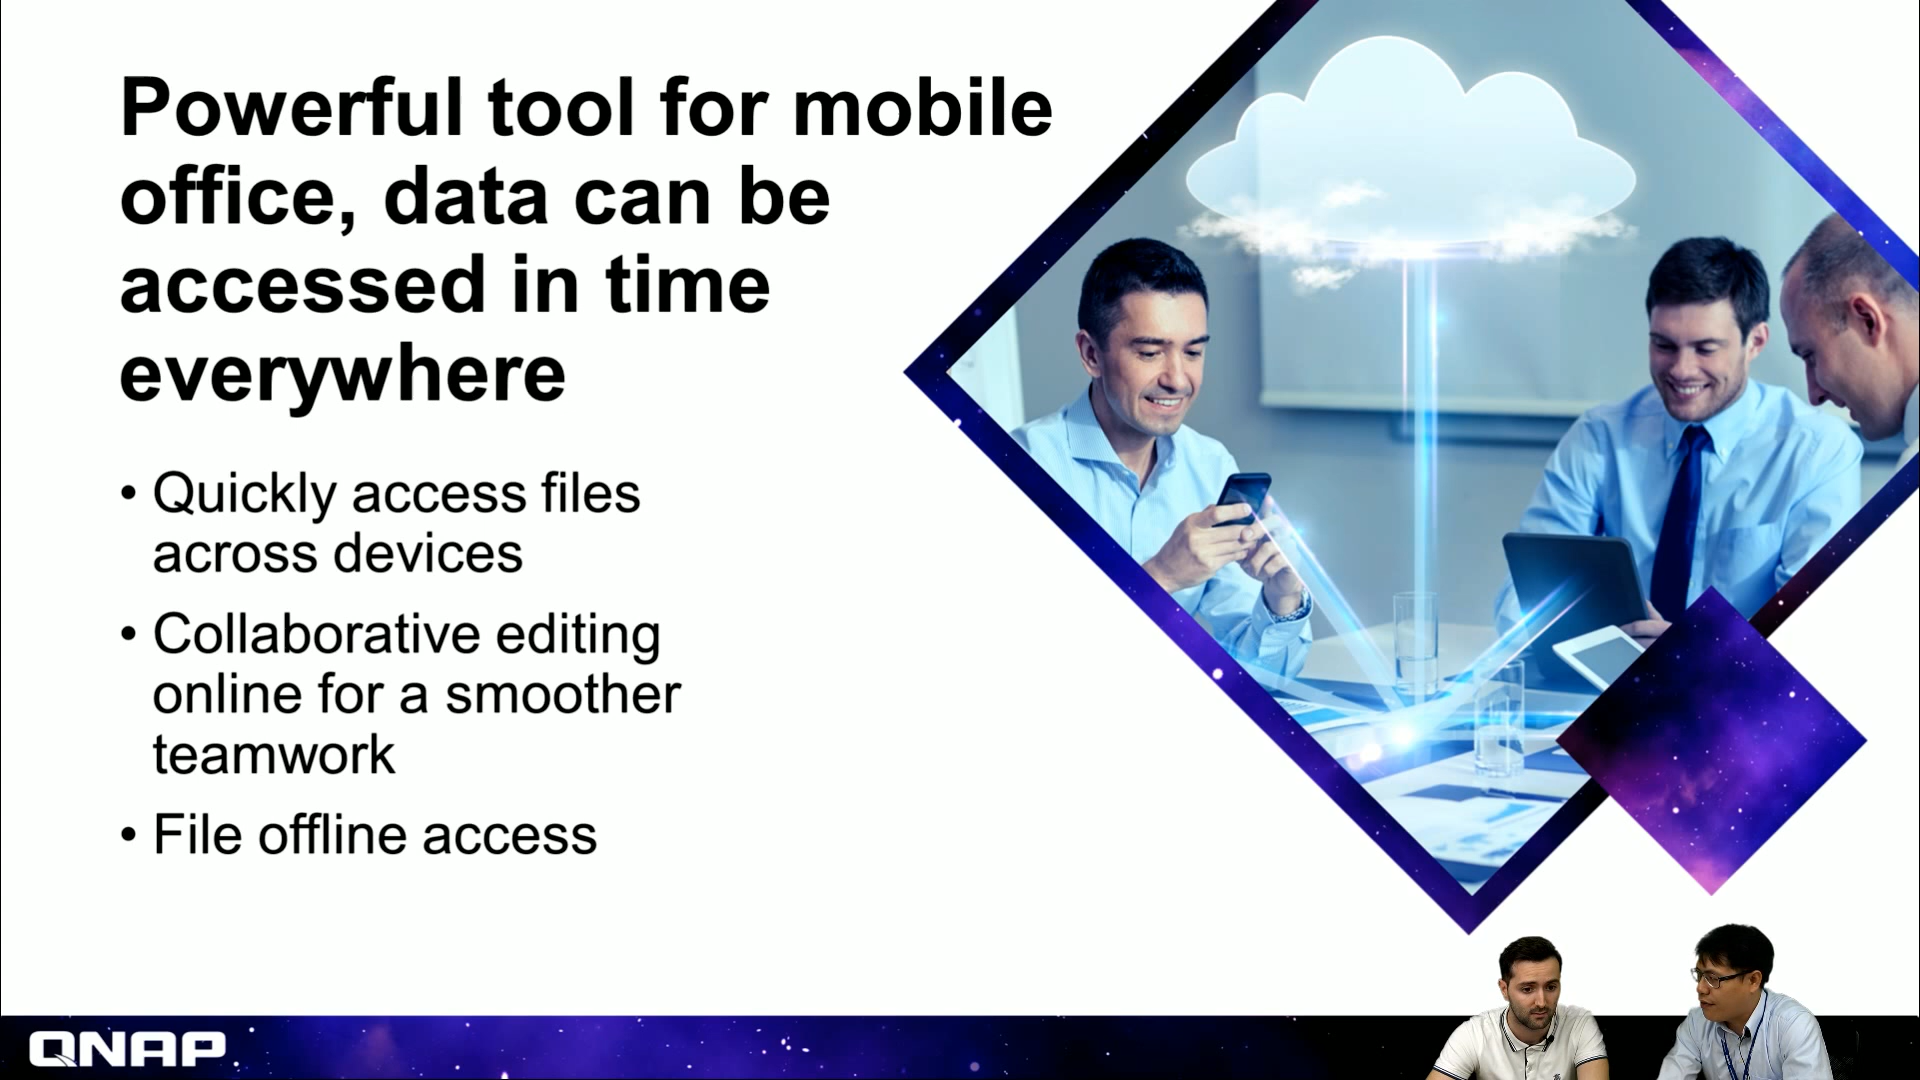 Powerful tool for mobile
office, data can be
accessed in time
everywhere
• Quickly access files
across devices
• Collaborative editing
online for a smoother
teamwork
• File offline access
QNAP